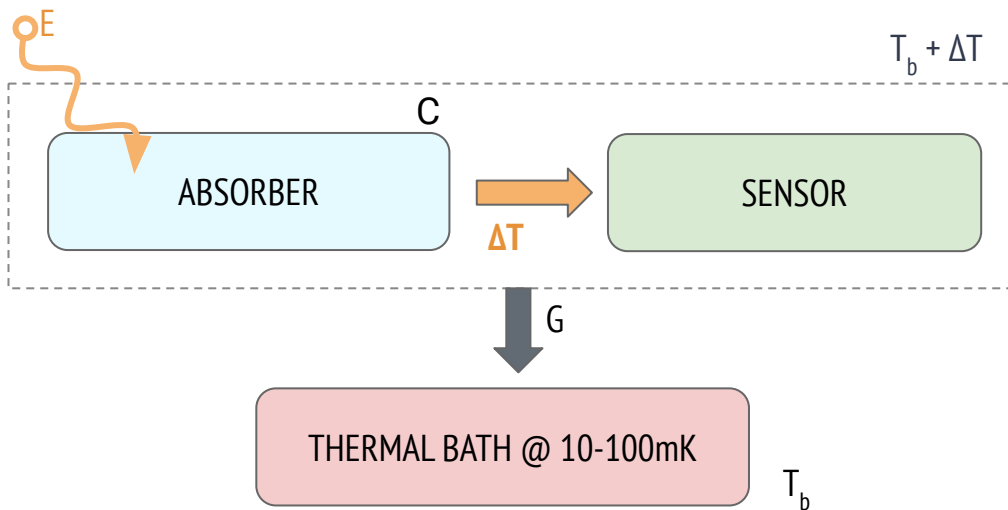 E
T_b + ΔT
C
ABSORBER
SENSOR
ΔT
G
THERMAL BATH @ 10-100mK
T_b